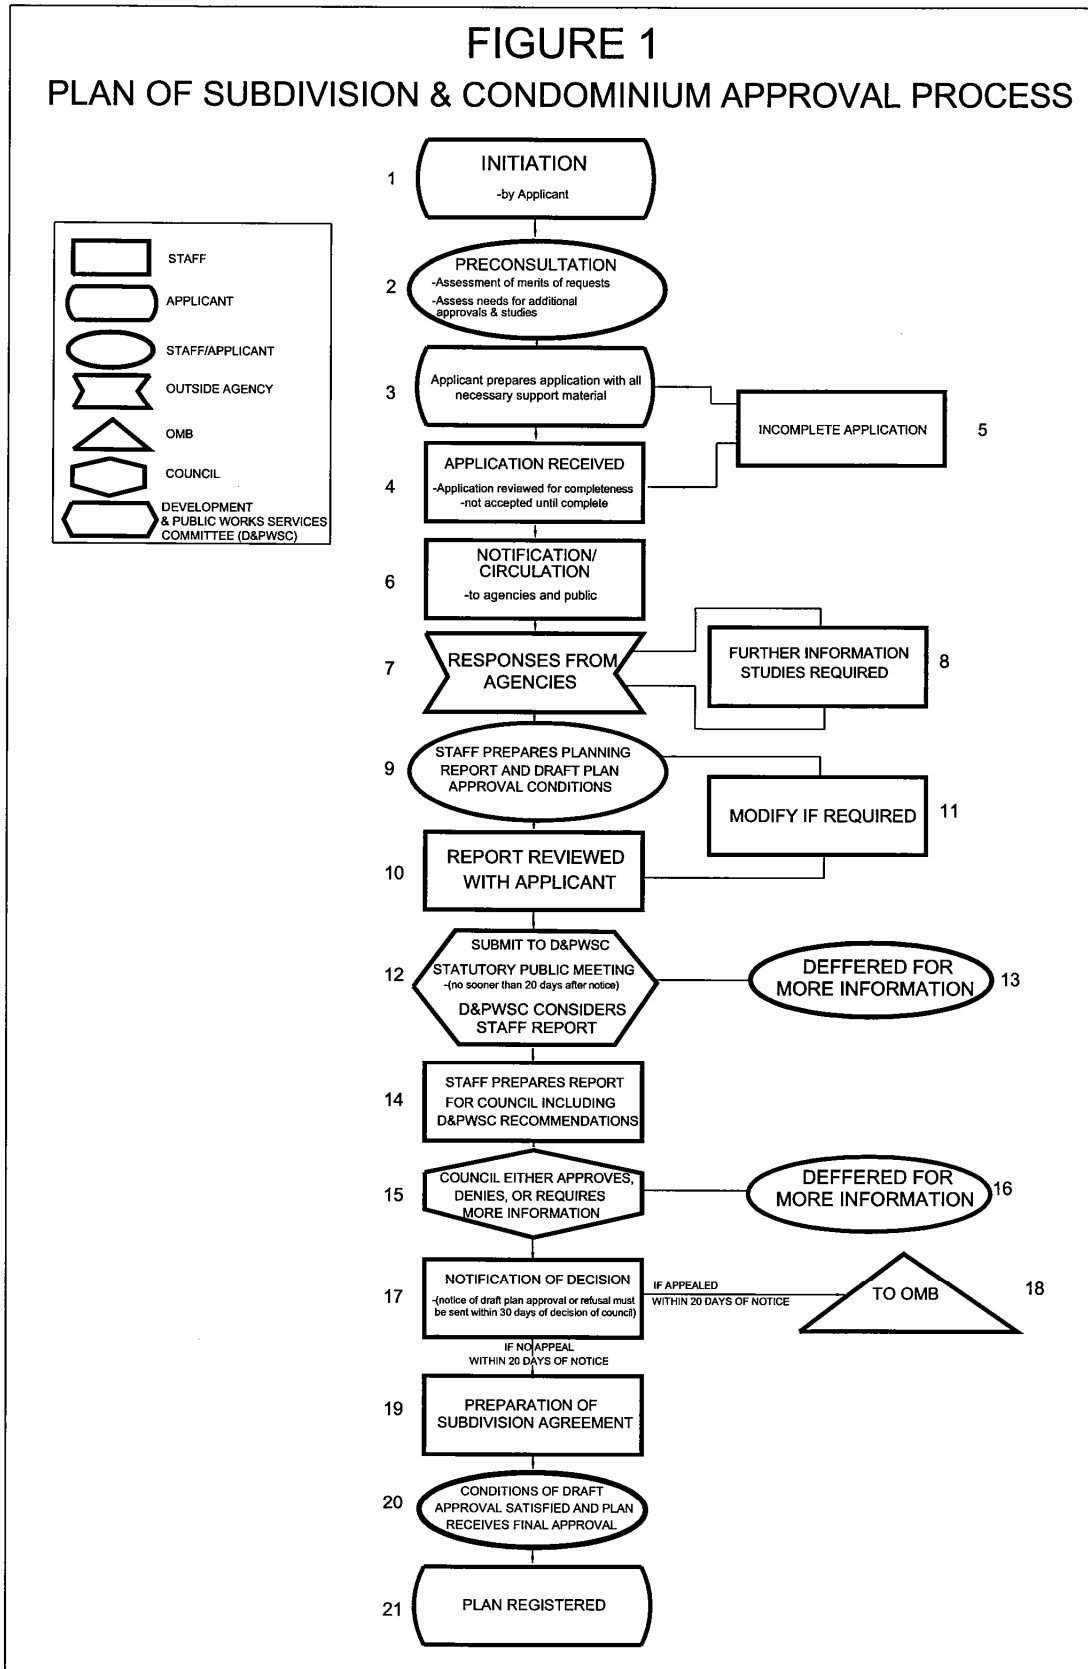 FIGURE 1
PLAN OF SUBDIVISION & CONDOMINIUM APPROVAL PROCESS
STAFF
APPLICANT
STAFF/APPLICANT
OUTSIDE AGENCY
OMB
COUNCIL
DEVELOPMENT
& PUBLIC WORKS SERVICES
COMMITTEE (D&PWSC)
1
INITIATION
-by Applicant
2
PRECONSULTATION
-Assessment of merits of requests
-Assess needs for additional
approvals & studies
3
Applicant prepares application with all
necessary support material
4
APPLICATION RECEIVED
-Application reviewed for completeness
-not accepted until complete
INCOMPLETE APPLICATION
5
6
NOTIFICATION/
CIRCULATION
-to agencies and public
7
RESPONSES FROM
AGENCIES
FURTHER INFORMATION
STUDIES REQUIRED
8
9
STAFF PREPARES PLANNING
REPORT AND DRAFT PLAN
APPROVAL CONDITIONS
10
REPORT REVIEWED
WITH APPLICANT
MODIFY IF REQUIRED
11
12
SUBMIT TO D&PWSC
STATUTORY PUBLIC MEETING
-(no sooner than 20 days after notice)
D&PWSC CONSIDERS
STAFF REPORT
DEFFERED FOR
MORE INFORMATION
13
14
STAFF PREPARES REPORT
FOR COUNCIL INCLUDING
D&PWSC RECOMMENDATIONS
15
COUNCIL EITHER APPROVES,
DENIES, OR REQUIRES
MORE INFORMATION
DEFFERED FOR
MORE INFORMATION
16
17
NOTIFICATION OF DECISION
-(notice of draft plan approval or refusal must
be sent within 30 days of decision of council)
IF APPEALED
WITHIN 20 DAYS OF NOTICE
TO OMB
18
IF NO APPEAL
WITHIN 20 DAYS OF NOTICE
19
PREPARATION OF
SUBDIVISION AGREEMENT
20
CONDITIONS OF DRAFT
APPROVAL SATISFIED AND PLAN
RECEIVES FINAL APPROVAL
21
PLAN REGISTERED